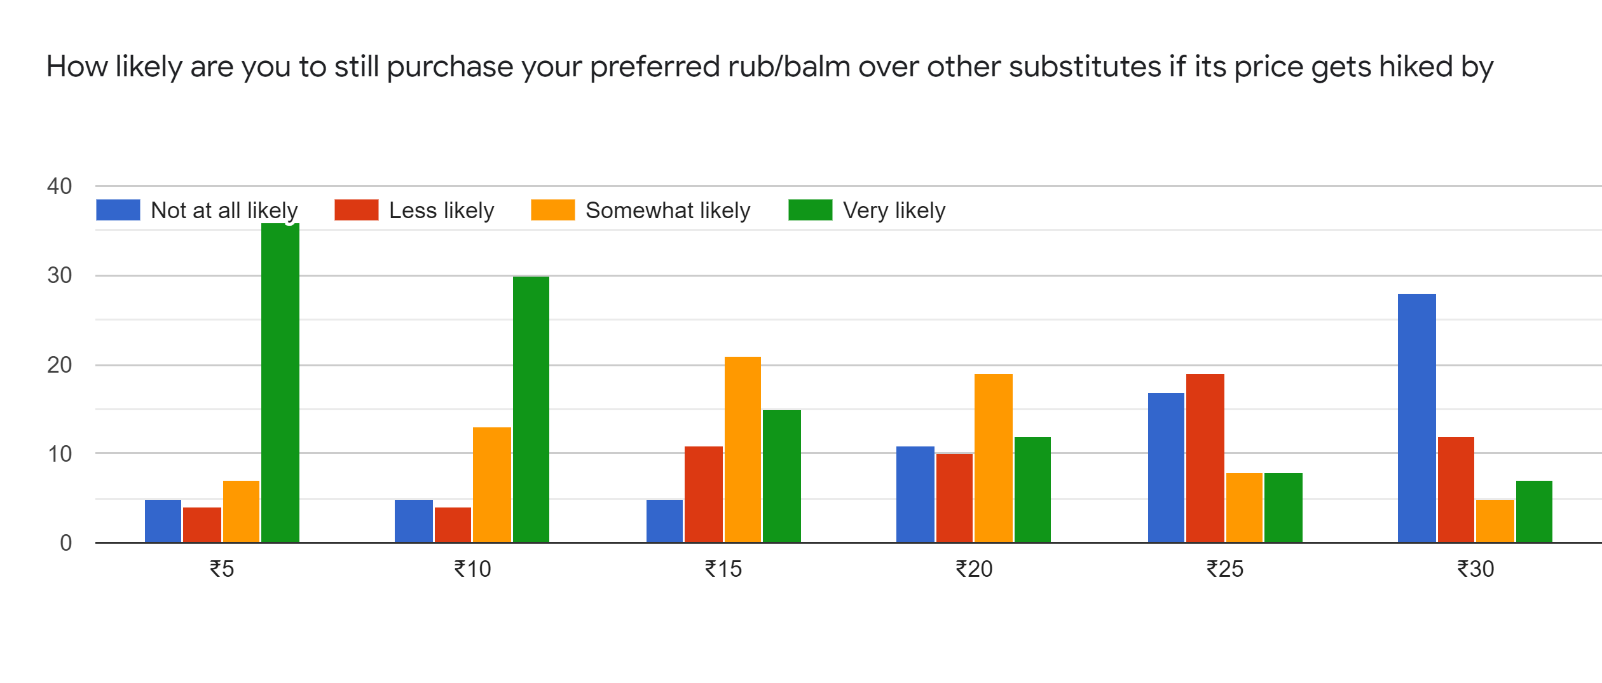 How likely are you to still purchase your preferred rub/balm over other substitutes if its price gets hiked by
40
Not at all likely Less likely Somewhat likely Very likely
30
20
10
0
₹5 ₹10 ₹15 ₹20 ₹25 ₹30